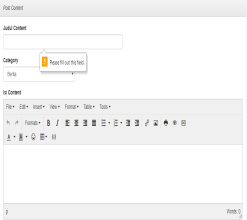 Post Content
Judul Content
Please fill out this field.
Category
Berita
Isi Content
File Edit Insert View Format Table Tools
Formats B I
A A
p Words: 0